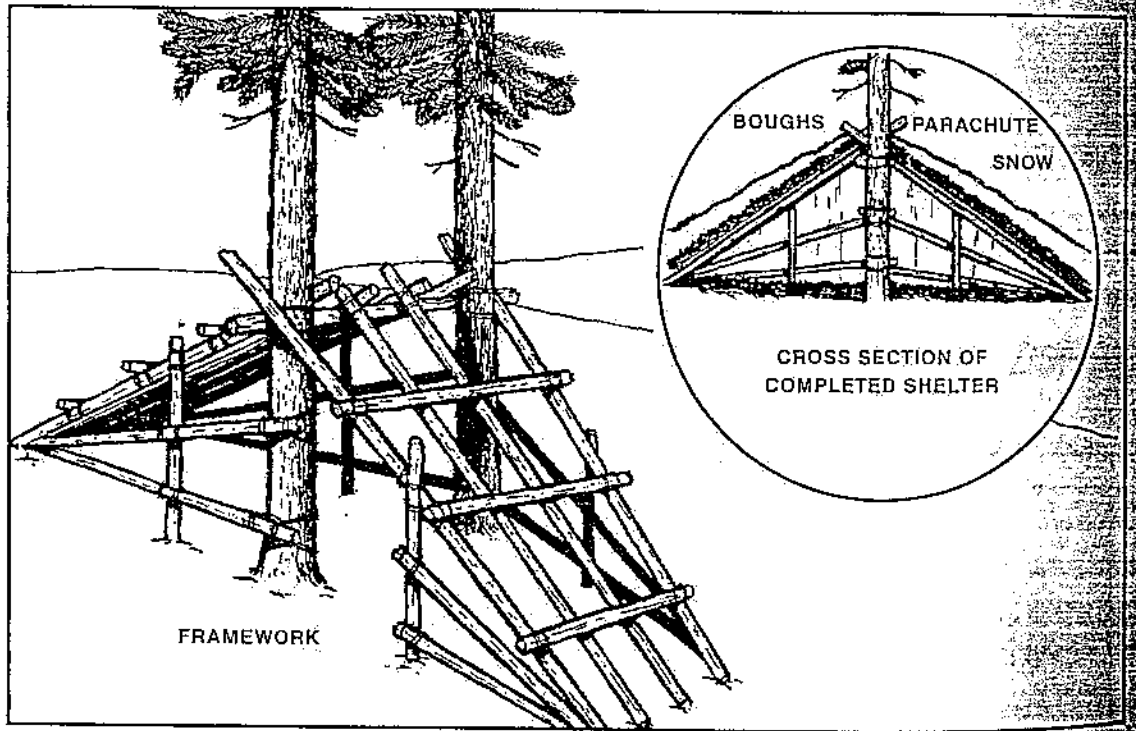 BOUGHS
PARACHUTE
SNOW
CROSS SECTION OF
COMPLETED SHELTER
FRAMEWORK